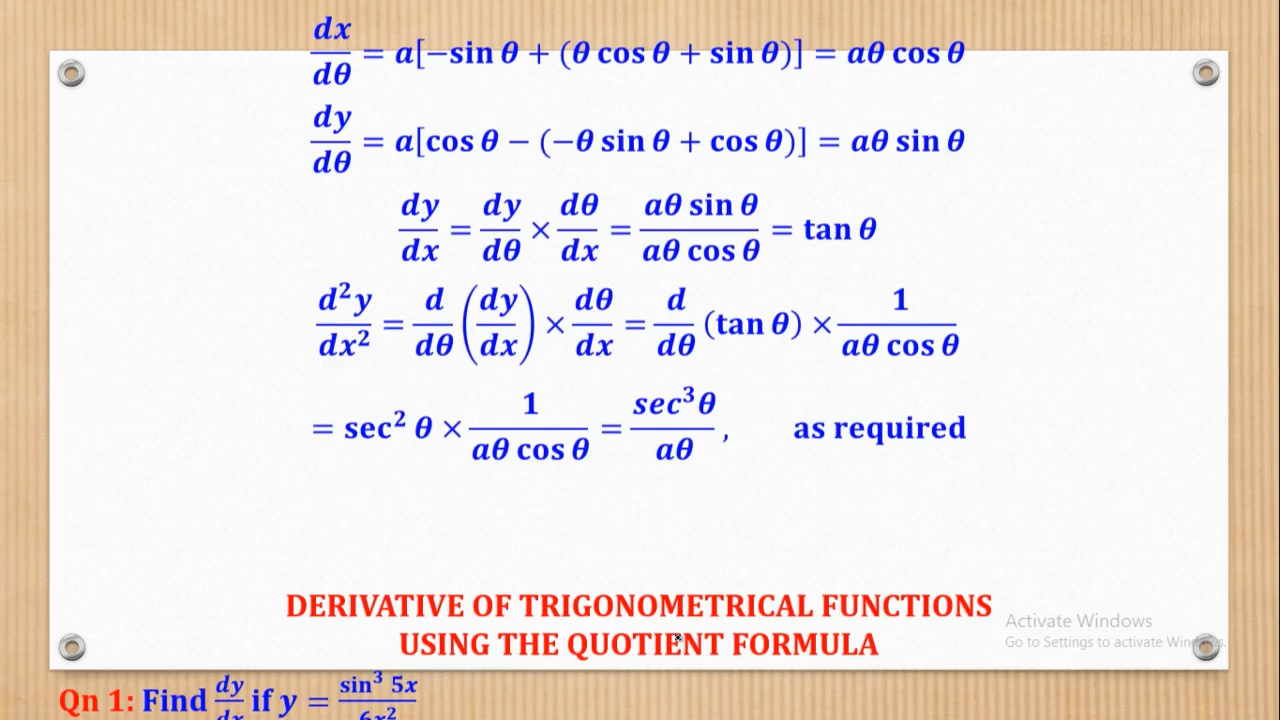 dx/dθ = a[−sin θ + (θ cos θ + sin θ)] = aθ cos θ
dy/dθ = a[cos θ − (−θ sin θ + cos θ)] = aθ sin θ
dy/dx = dy/dθ × dθ/dx = aθ sin θ / aθ cos θ = tan θ
d²y/dx² = d/dθ (dy/dx) × dθ/dx = d/dθ (tan θ) × 1/aθ cos θ
= sec² θ × 1/aθ cos θ = sec³θ/aθ , as required
DERIVATIVE OF TRIGONOMETRICAL FUNCTIONS
USING THE QUOTIENT FORMULA
Activate Windows
Go to Settings to activate Windows.
Qn 1: Find dy/dx if y = sin³ 5x / 6x²